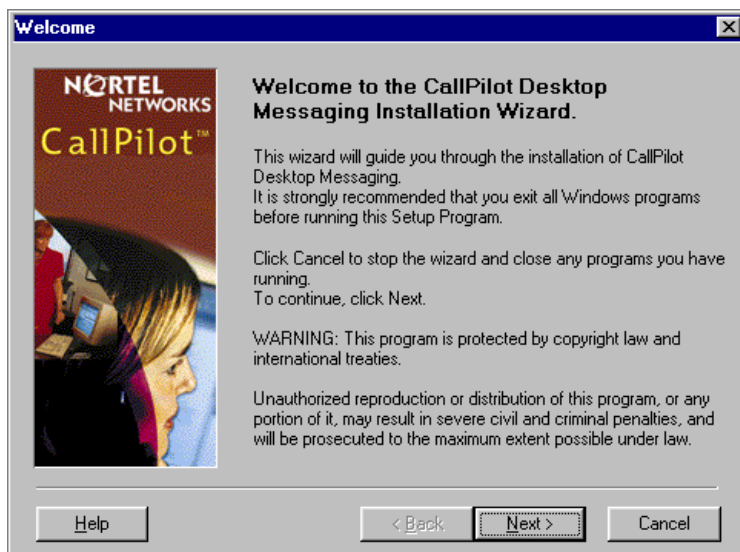 Welcome
NORTEL
NETWORKS
CallPilot™
Welcome to the CallPilot Desktop
Messaging Installation Wizard.
This wizard will guide you through the installation of CallPilot
Desktop Messaging.
It is strongly recommended that you exit all Windows programs
before running this Setup Program.
Click Cancel to stop the wizard and close any programs you have
running.
To continue, click Next.
WARNING: This program is protected by copyright law and
international treaties.
Unauthorized reproduction or distribution of this program, or any
portion of it, may result in severe civil and criminal penalties, and
will be prosecuted to the maximum extent possible under law.
Help
< Back
Next >
Cancel